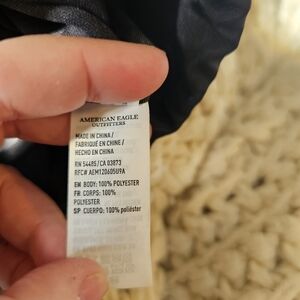 AMERICAN EAGLE
OUTFITTERS
MADE IN CHINA/
FABRIQUÉ EN CHINE /
HECHO EN CHINA
RN 54485/CA 03873
RFC# AEM120605U9A
EN BODY: 100% POLYESTER
FR: CORPS: 100%
POLYESTER
SP CUERPO: 100% poliéster